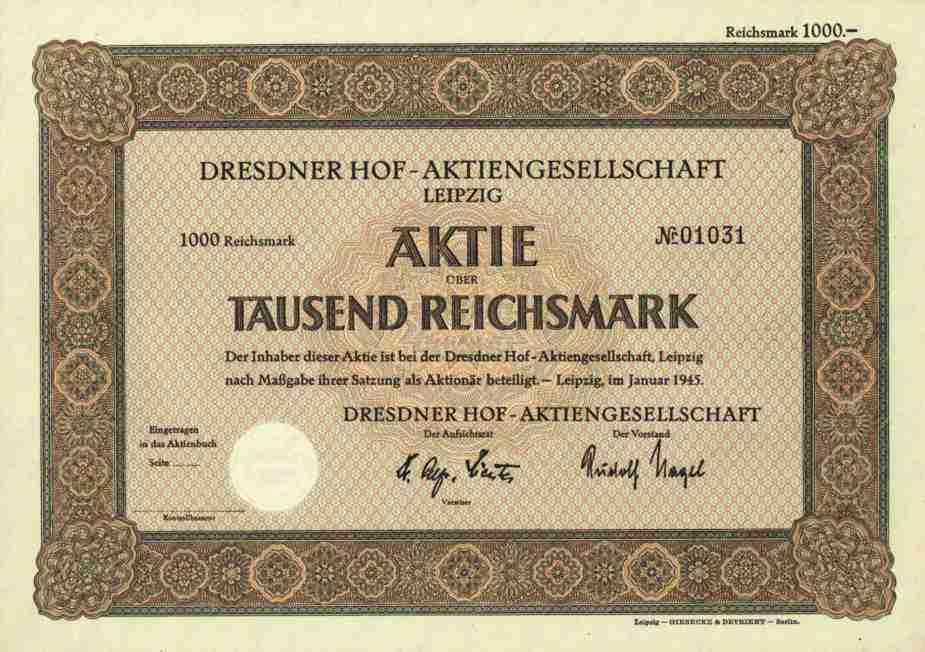 Reichsmark 1000.—
DRESDNER HOF-AKTIENGESELLSCHAFT
LEIPZIG
1000 Reichsmark
№ 01031
AKTIE
ÜBER
TAUSEND REICHSMARK
Der Inhaber dieser Aktie ist bei der Dresdner Hof-Aktiengesellschaft, Leipzig
nach Maßgabe ihrer Satzung als Aktionär beteiligt. — Leipzig, im Januar 1945.
DRESDNER HOF-AKTIENGESELLSCHAFT
Der Aufsichtsrat
Der Vorstand
Eingetragen
in das Aktienbuch
Seite
Rudolf Nagel
Vorsitzer
Kontrollbeamter
Leipzig — GIESECKE & DEVRIENT — Berlin.